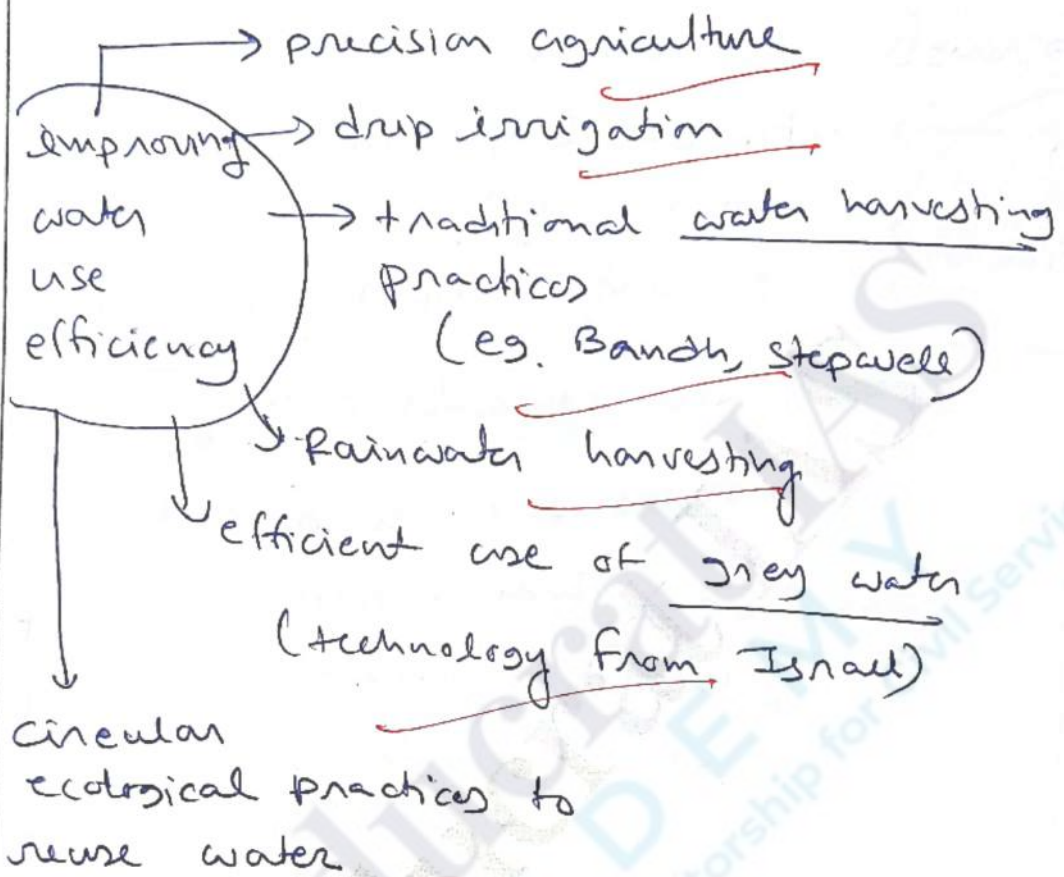 precision agriculture
improving
drip irrigation
water
traditional water harvesting
use
practices
efficiency
(eg. Bandh, stepwell)
Rainwater harvesting
efficient use of grey water
(technology from Israel)
circular
ecological practices to
reuse water